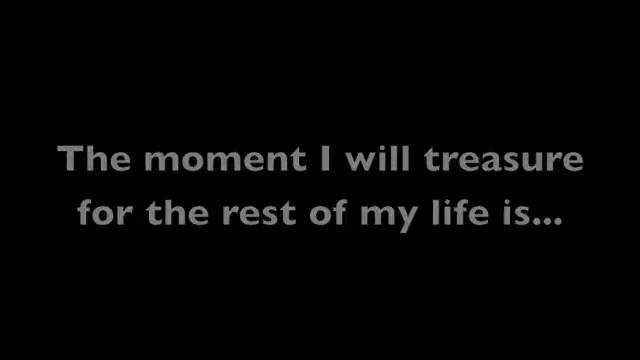 The moment I will treasure
for the rest of my life is...